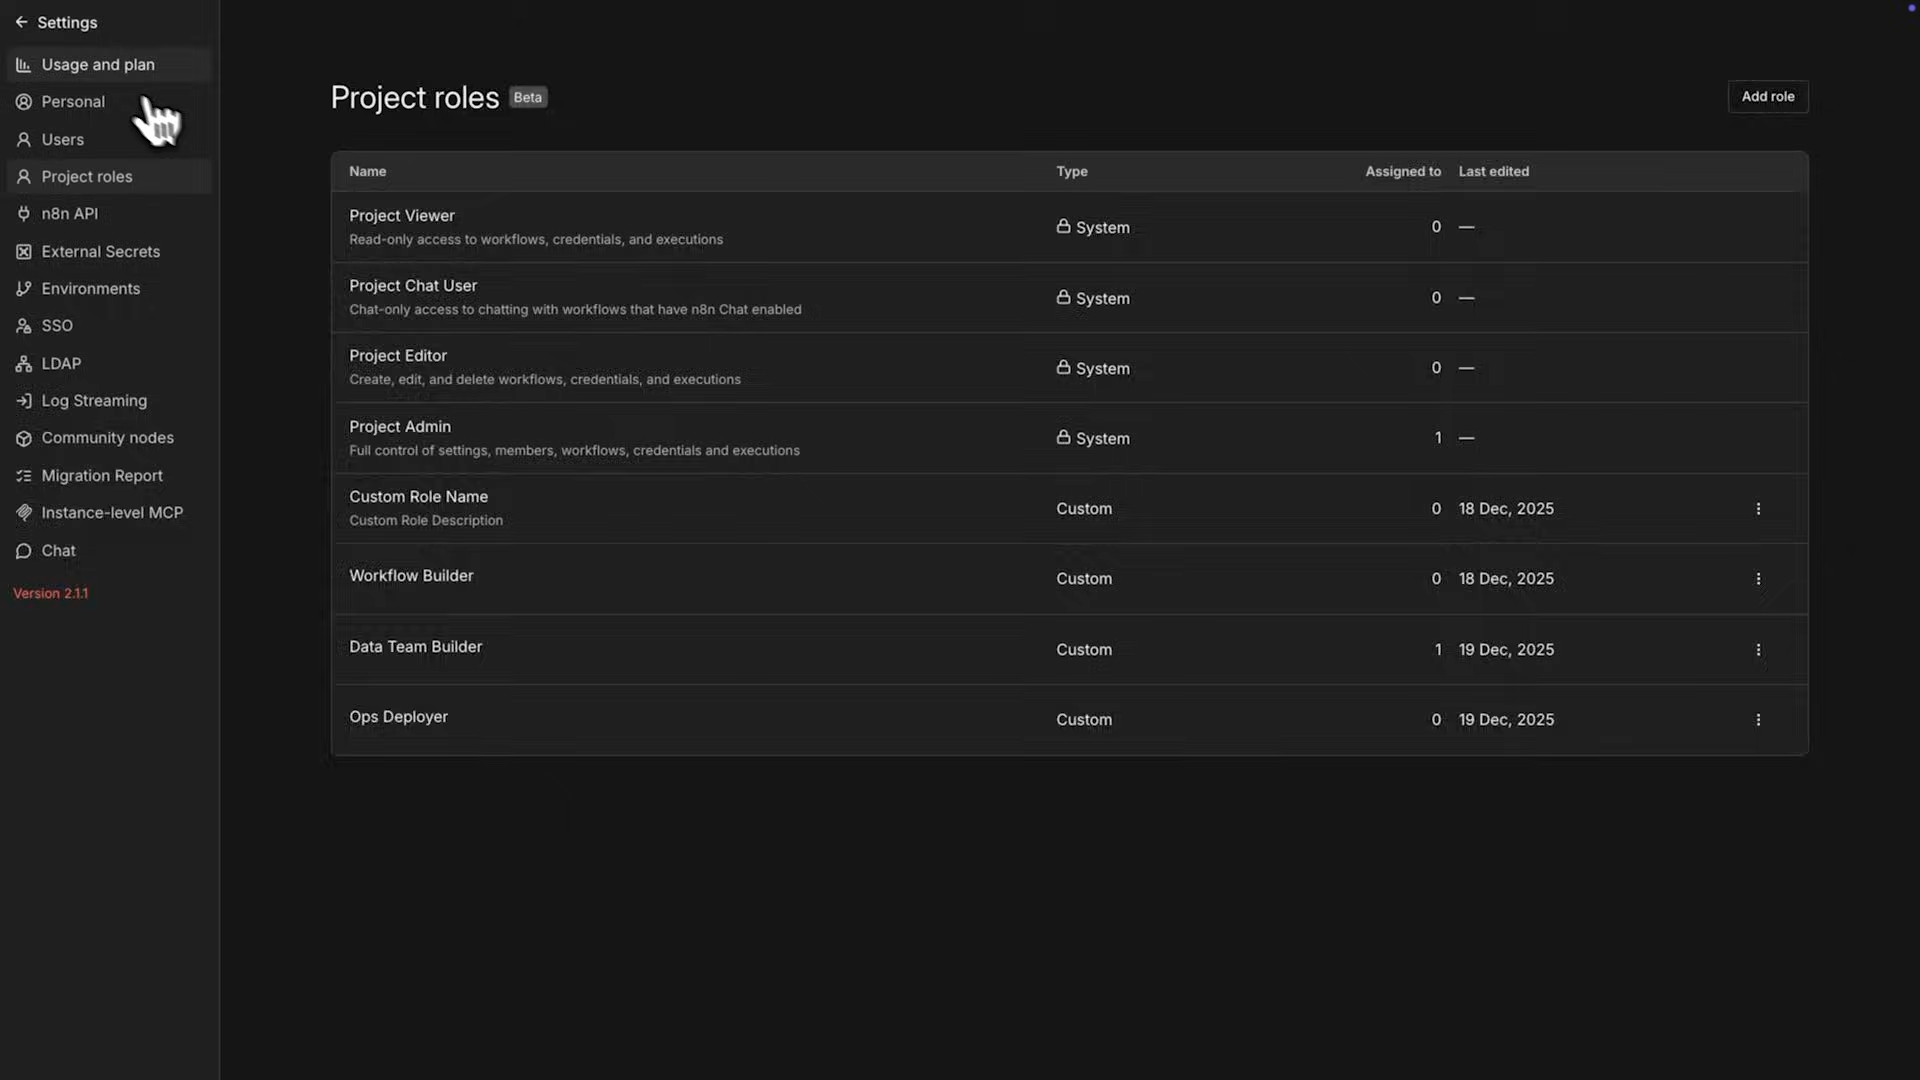 Settings
Usage and plan
Personal
Users
Project roles
n8n API
External Secrets
Environments
SSO
LDAP
Log Streaming
Community nodes
Migration Report
Instance-level MCP
Chat
Version 2.1.1
Project roles Beta
Add role
Name Type Assigned to Last edited
Project Viewer
Read-only access to workflows, credentials, and executions
System 0 —
Project Chat User
Chat-only access to chatting with workflows that have n8n Chat enabled
System 0 —
Project Editor
Create, edit, and delete workflows, credentials, and executions
System 0 —
Project Admin
Full control of settings, members, workflows, credentials and executions
System 1 —
Custom Role Name
Custom Role Description
Custom 0 18 Dec, 2025
Workflow Builder
Custom 0 18 Dec, 2025
Data Team Builder
Custom 1 19 Dec, 2025
Ops Deployer
Custom 0 19 Dec, 2025